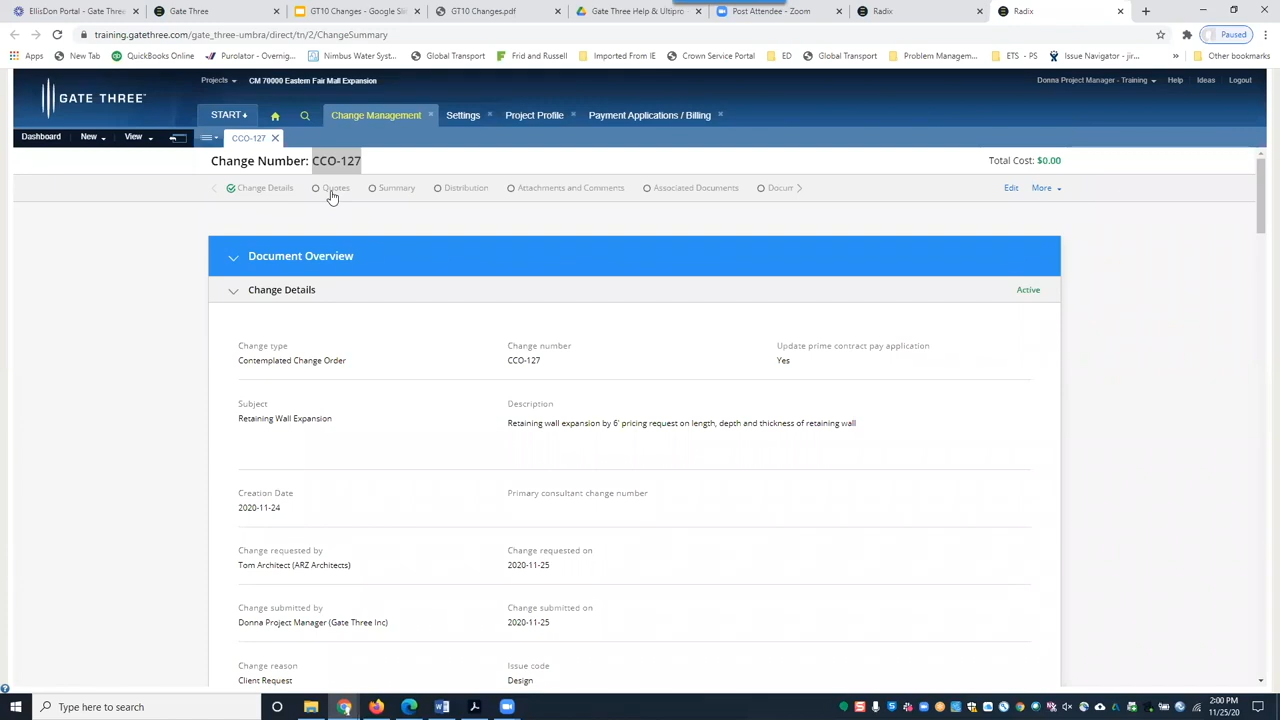 EllisDon Portal - Gate Three
Gate Three
GT10 Changes - Google Sli
GT10 Changes.pdf
Gate Three Help & Ultipro
Post Attendee - Zoom
Radix
Radix
training.gatethree.com/gate_three-umbra/direct/tn/2/ChangeSummary
Paused
Apps
New Tab
QuickBooks Online
Purolator - Overnig...
Nimbus Water Syst...
Global Transport
Frid and Russell
Imported From IE
Crown Service Portal
ED
Global Transport
Problem Managem...
ETS - PS
Issue Navigator - jir...
»
Other bookmarks
GATE THREE
Projects
CM 70000 Eastern Fair Mall Expansion
Donna Project Manager - Training
Help
Ideas
Logout
START
Change Management
Settings
Project Profile
Payment Applications / Billing
Dashboard
New
View
CCO-127
Change Number: CCO-127
Total Cost: $0.00
Change Details
Quotes
Summary
Distribution
Attachments and Comments
Associated Documents
Docum
Edit
More
Document Overview
Change Details
Active
Change type
Change number
Update prime contract pay application
Contemplated Change Order
CCO-127
Yes
Subject
Description
Retaining Wall Expansion
Retaining wall expansion by 6' pricing request on length, depth and thickness of retaining wall
Creation Date
Primary consultant change number
2020-11-24
Change requested by
Change requested on
Tom Architect (ARZ Architects)
2020-11-25
Change submitted by
Change submitted on
Donna Project Manager (Gate Three Inc)
2020-11-25
Change reason
Issue code
Client Request
Design
Type here to search
2:00 PM
11/25/20